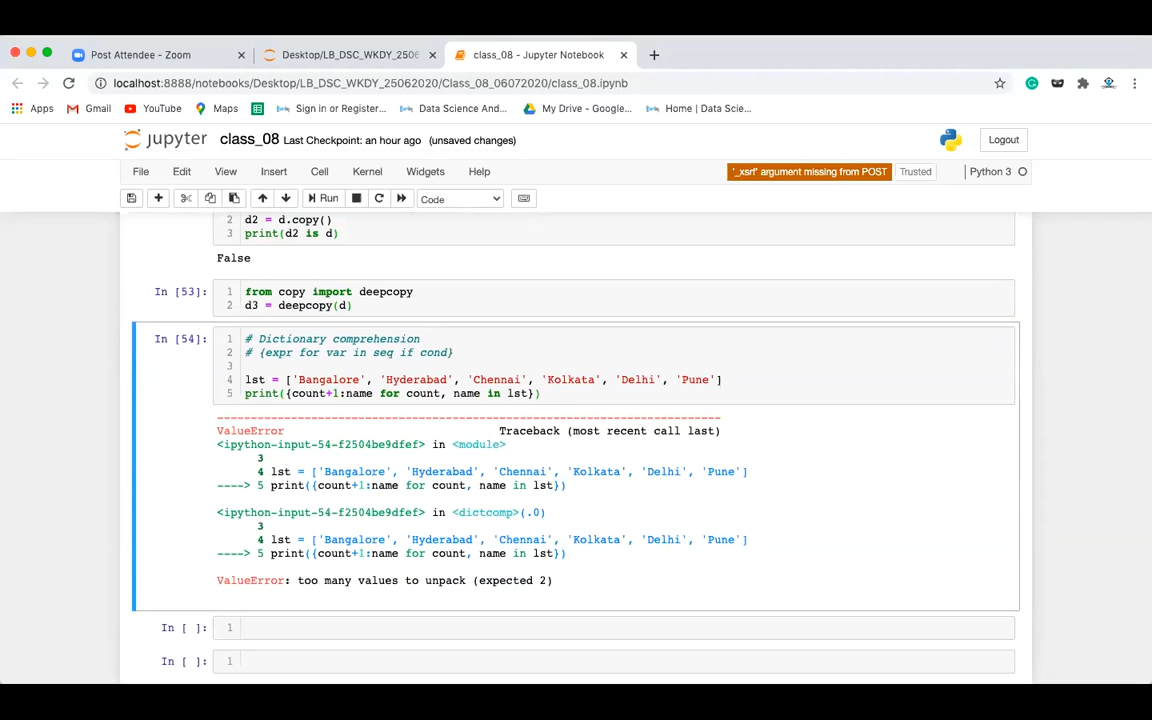 Post Attendee - Zoom
Desktop/LB_DSC_WKDY_2506
class_08 - Jupyter Notebook
localhost:8888/notebooks/Desktop/LB_DSC_WKDY_25062020/Class_08_06072020/class_08.ipynb
Apps Gmail YouTube Maps Sign in or Register... Data Science And... My Drive - Google... Home | Data Scie...
jupyter class_08 Last Checkpoint: an hour ago (unsaved changes) Logout
File Edit View Insert Cell Kernel Widgets Help '_xsrf' argument missing from POST Trusted Python 3
Run Code
2 d2 = d.copy()
3 print(d2 is d)
False
In [53]: 1 from copy import deepcopy
2 d3 = deepcopy(d)
In [54]: 1 # Dictionary comprehension
2 # {expr for var in seq if cond}
3
4 lst = ['Bangalore', 'Hyderabad', 'Chennai', 'Kolkata', 'Delhi', 'Pune']
5 print({count+1:name for count, name in lst})
---------------------------------------------------------------------------
ValueError Traceback (most recent call last)
<ipython-input-54-f2504be9dfef> in <module>
3
4 lst = ['Bangalore', 'Hyderabad', 'Chennai', 'Kolkata', 'Delhi', 'Pune']
----> 5 print({count+1:name for count, name in lst})
<ipython-input-54-f2504be9dfef> in <dictcomp>(.0)
3
4 lst = ['Bangalore', 'Hyderabad', 'Chennai', 'Kolkata', 'Delhi', 'Pune']
----> 5 print({count+1:name for count, name in lst})
ValueError: too many values to unpack (expected 2)
In [ ]: 1
In [ ]: 1